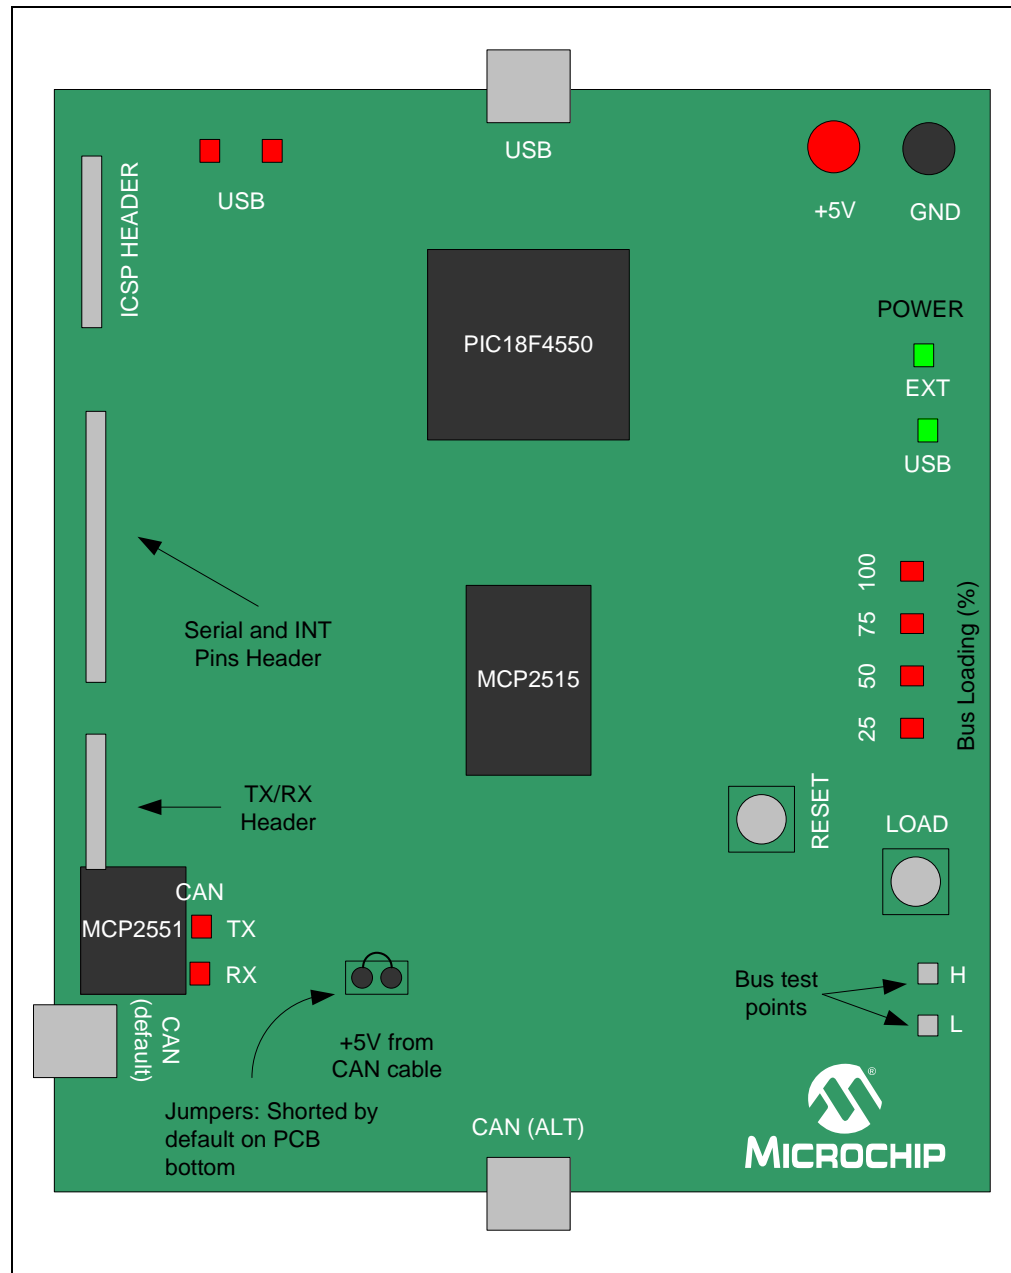 USB
USB
ICSP HEADER
+5V
GND
PIC18F4550
POWER
EXT
USB
100
75
50
25
Bus Loading (%)
Serial and INT
Pins Header
MCP2515
TX/RX
Header
RESET
LOAD
CAN
MCP2551
TX
RX
CAN
(default)
Bus test
points
H
L
+5V from
CAN cable
Jumpers: Shorted by
default on PCB
bottom
CAN (ALT)
®
MICROCHIP